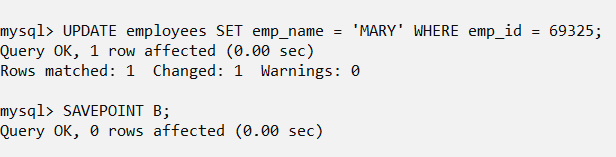 mysql> UPDATE employees SET emp_name = 'MARY' WHERE emp_id = 69325;
Query OK, 1 row affected (0.00 sec)
Rows matched: 1  Changed: 1  Warnings: 0
mysql> SAVEPOINT B;
Query OK, 0 rows affected (0.00 sec)